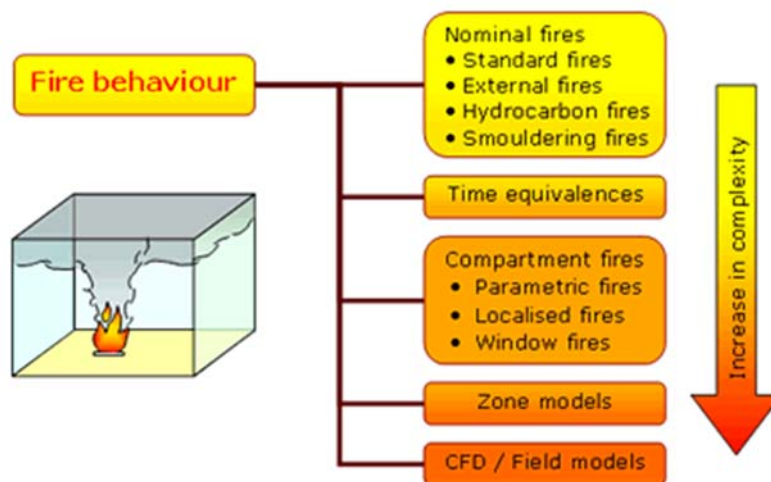 Fire behaviour
Nominal fires
• Standard fires
• External fires
• Hydrocarbon fires
• Smouldering fires
Time equivalences
Compartment fires
• Parametric fires
• Localised fires
• Window fires
Zone models
CFD / Field models
Increase in complexity